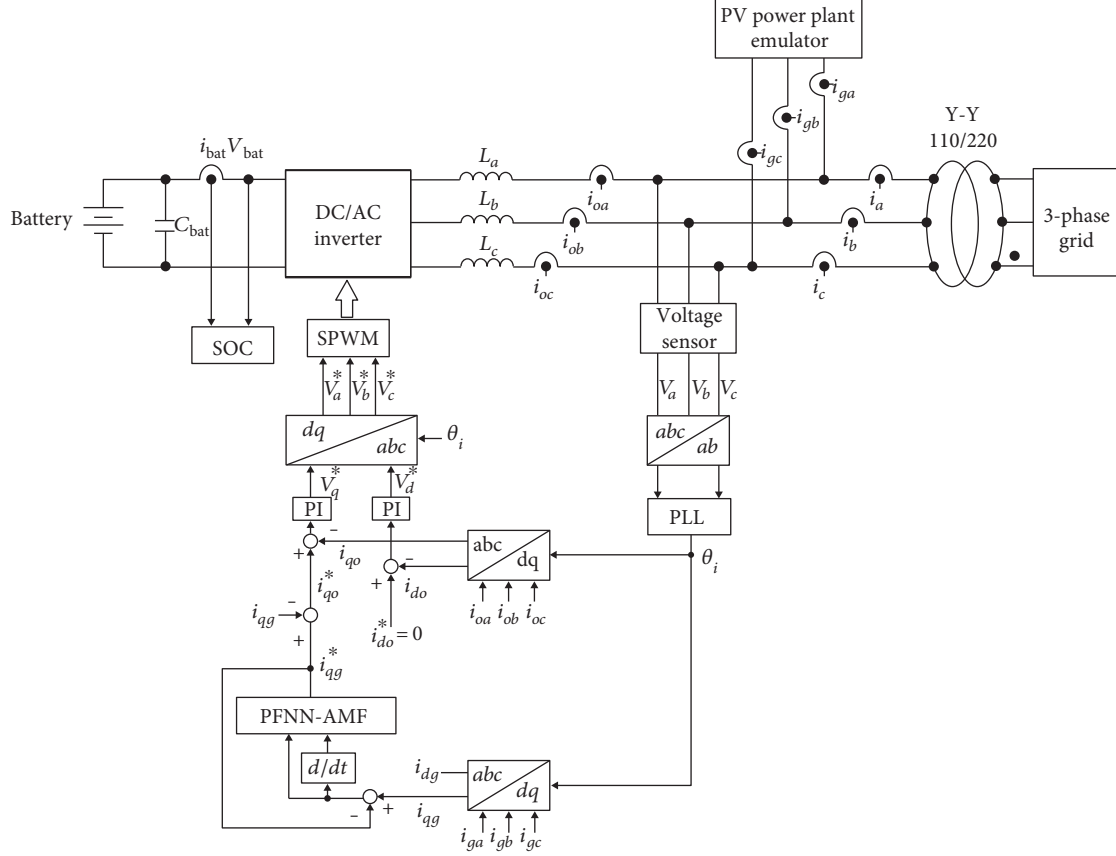 PV power plant
emulator
i_ga
i_gb
i_gc
Y-Y
110/220
i_bat V_bat
L_a
L_b
L_c
i_oa
i_ob
i_oc
i_a
i_b
i_c
Battery
C_bat
DC/AC
inverter
3-phase
grid
SOC
SPWM
Voltage
sensor
V_a^*
V_b^*
V_c^*
V_a
V_b
V_c
dq
abc
θ_i
abc
ab
V_q^*
V_d^*
PI
PI
PLL
-
+
i_qo
-
+
i_do
abc
dq
θ_i
i_qo^*
i_oa
i_ob
i_oc
i_qg
-
+
i_do^* = 0
i_qg^*
PFNN-AMF
d/dt
i_dg
abc
dq
-
+
i_qg
i_ga
i_gb
i_gc